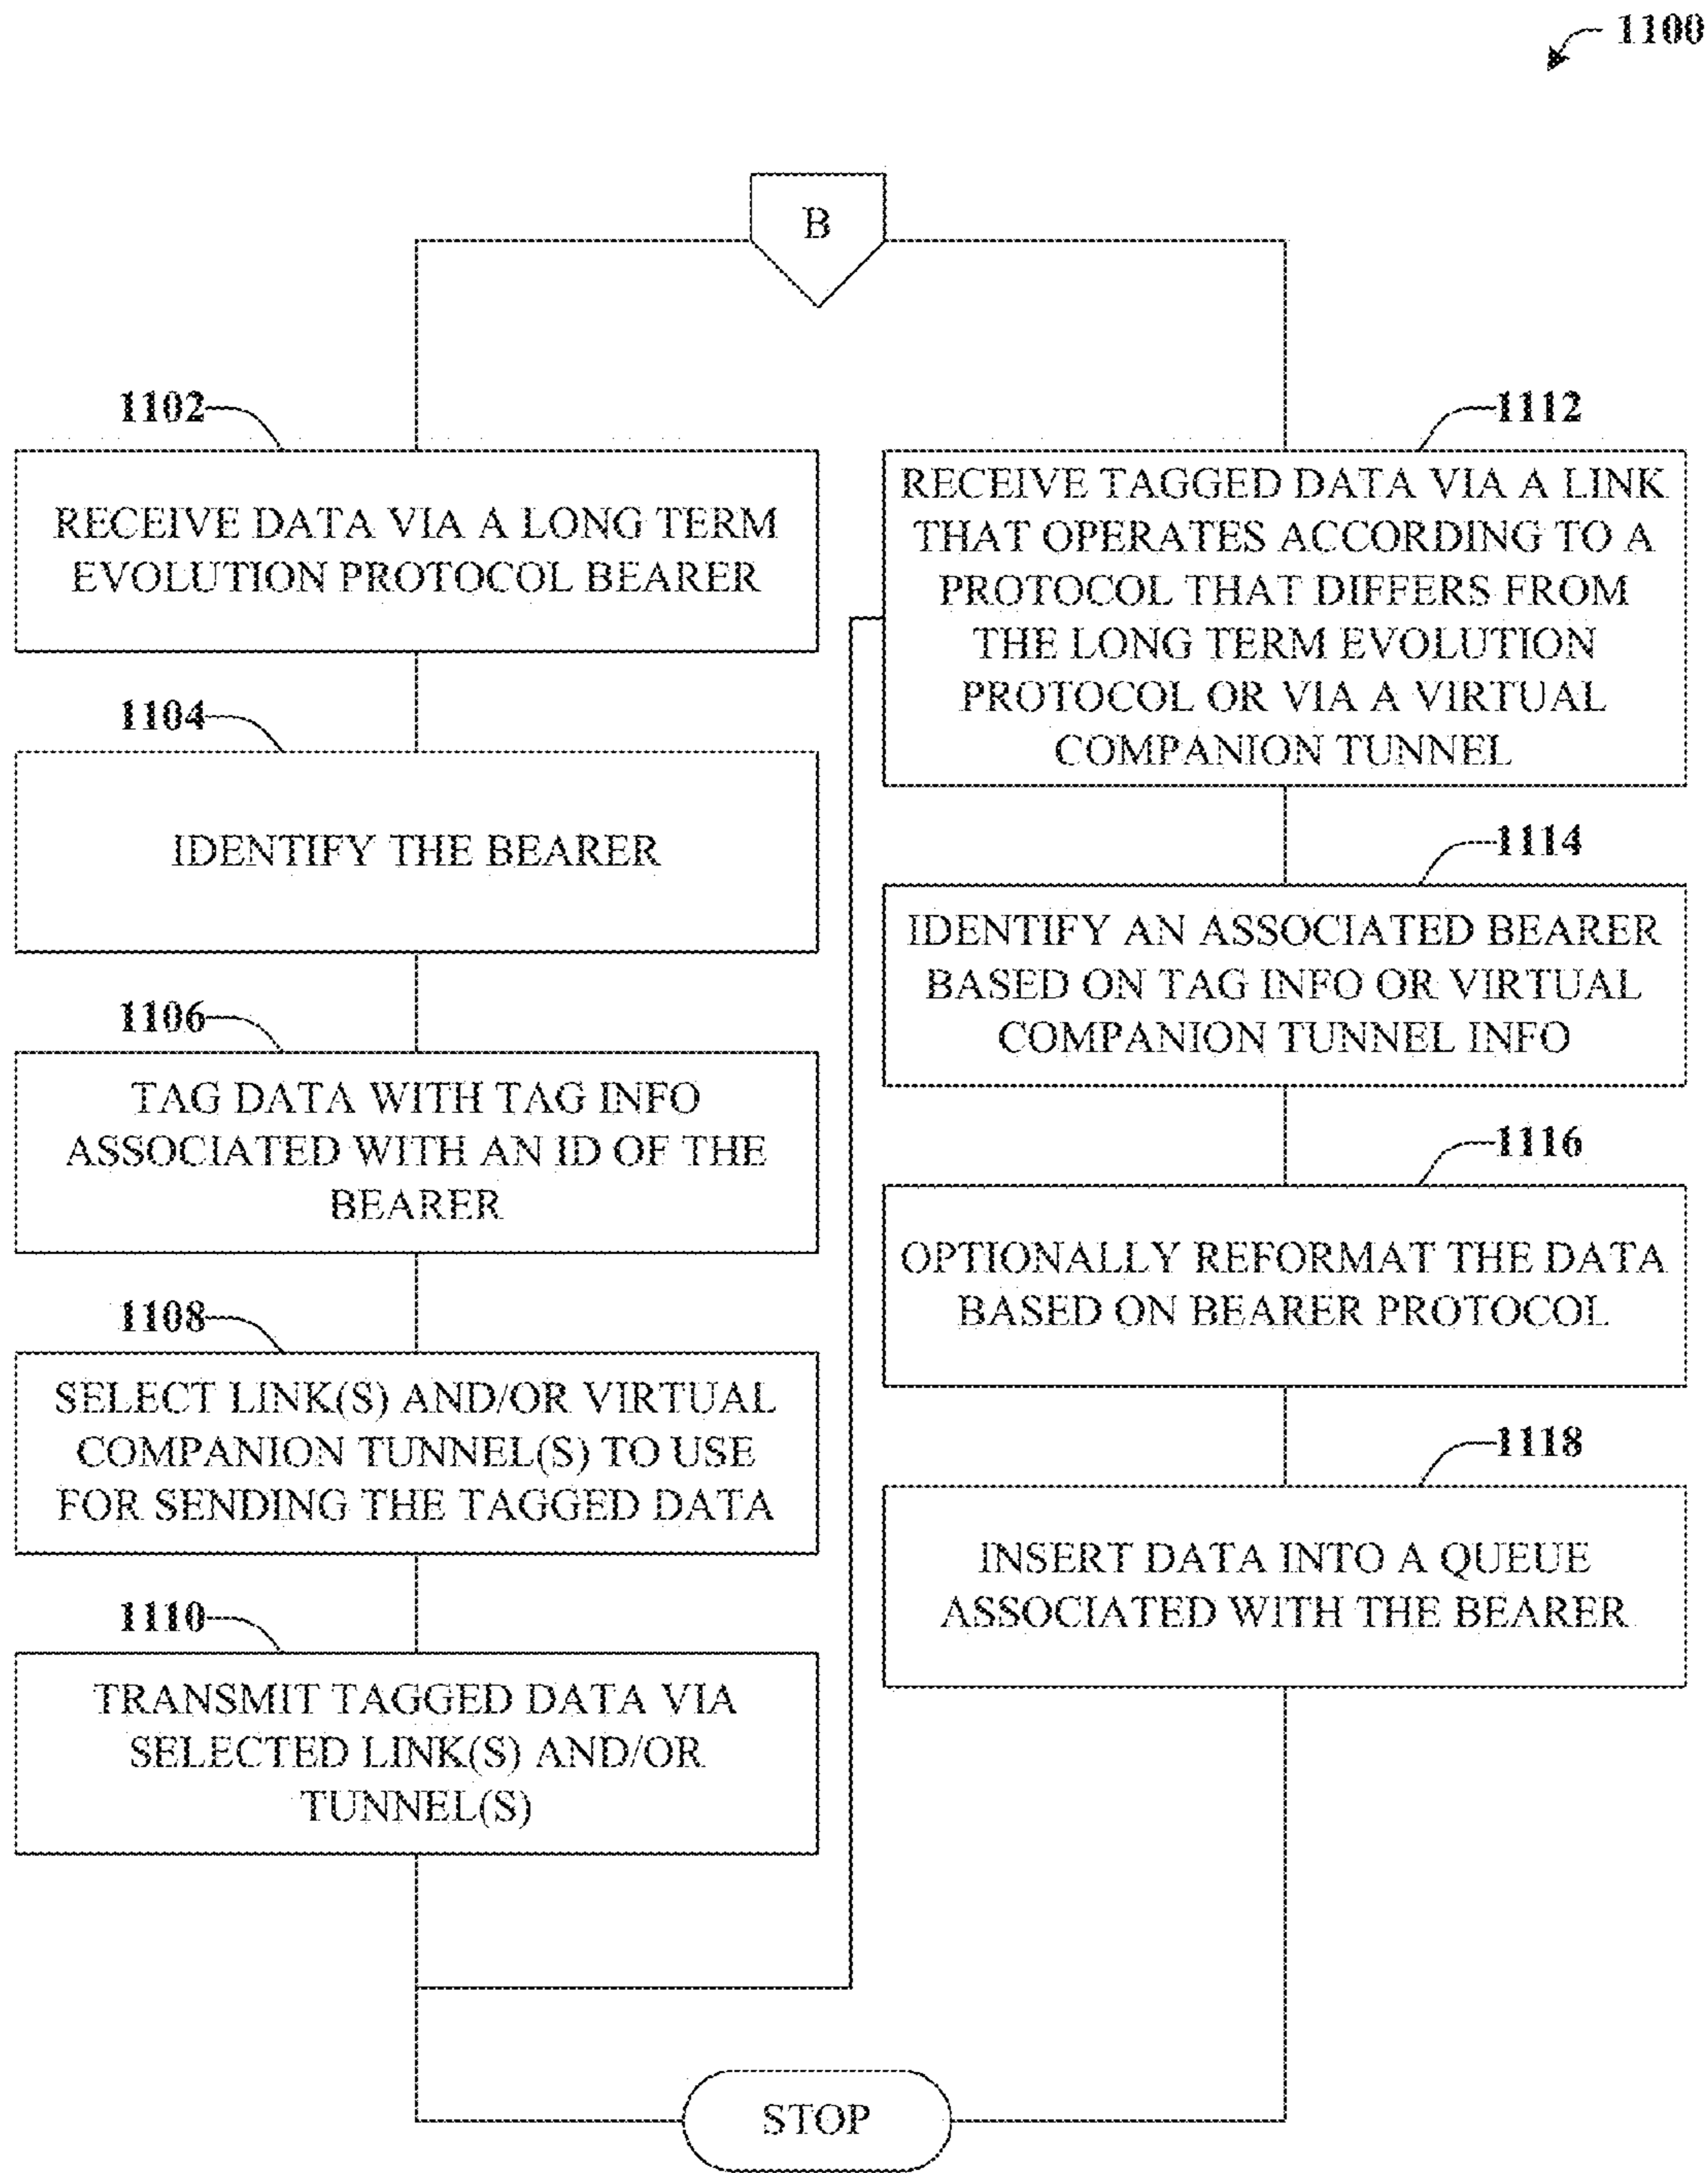 1100
B
1102
RECEIVE DATA VIA A LONG TERM
EVOLUTION PROTOCOL BEARER
1104
IDENTIFY THE BEARER
1106
TAG DATA WITH TAG INFO
ASSOCIATED WITH AN ID OF THE
BEARER
1108
SELECT LINK(S) AND/OR VIRTUAL
COMPANION TUNNEL(S) TO USE
FOR SENDING THE TAGGED DATA
1110
TRANSMIT TAGGED DATA VIA
SELECTED LINK(S) AND/OR
TUNNEL(S)
1112
RECEIVE TAGGED DATA VIA A LINK
THAT OPERATES ACCORDING TO A
PROTOCOL THAT DIFFERS FROM
THE LONG TERM EVOLUTION
PROTOCOL OR VIA A VIRTUAL
COMPANION TUNNEL
1114
IDENTIFY AN ASSOCIATED BEARER
BASED ON TAG INFO OR VIRTUAL
COMPANION TUNNEL INFO
1116
OPTIONALLY REFORMAT THE DATA
BASED ON BEARER PROTOCOL
1118
INSERT DATA INTO A QUEUE
ASSOCIATED WITH THE BEARER
STOP